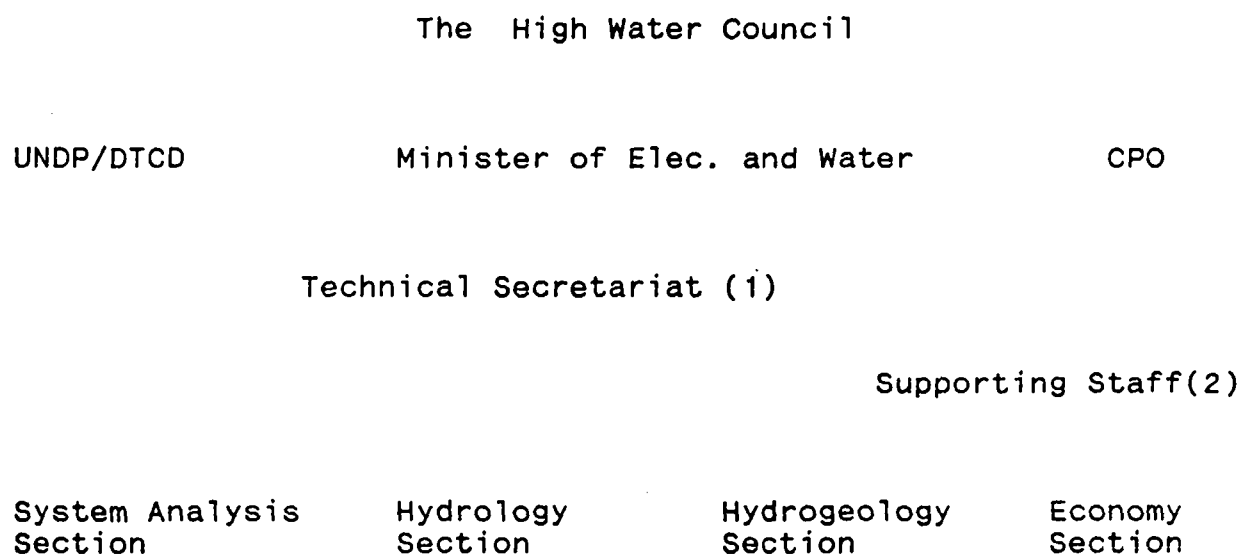 The High Water Council
UNDP/DTCD Minister of Elec. and Water CPO
Technical Secretariat (1)
Supporting Staff(2)
System Analysis Hydrology Hydrogeology Economy
Section Section Section Section